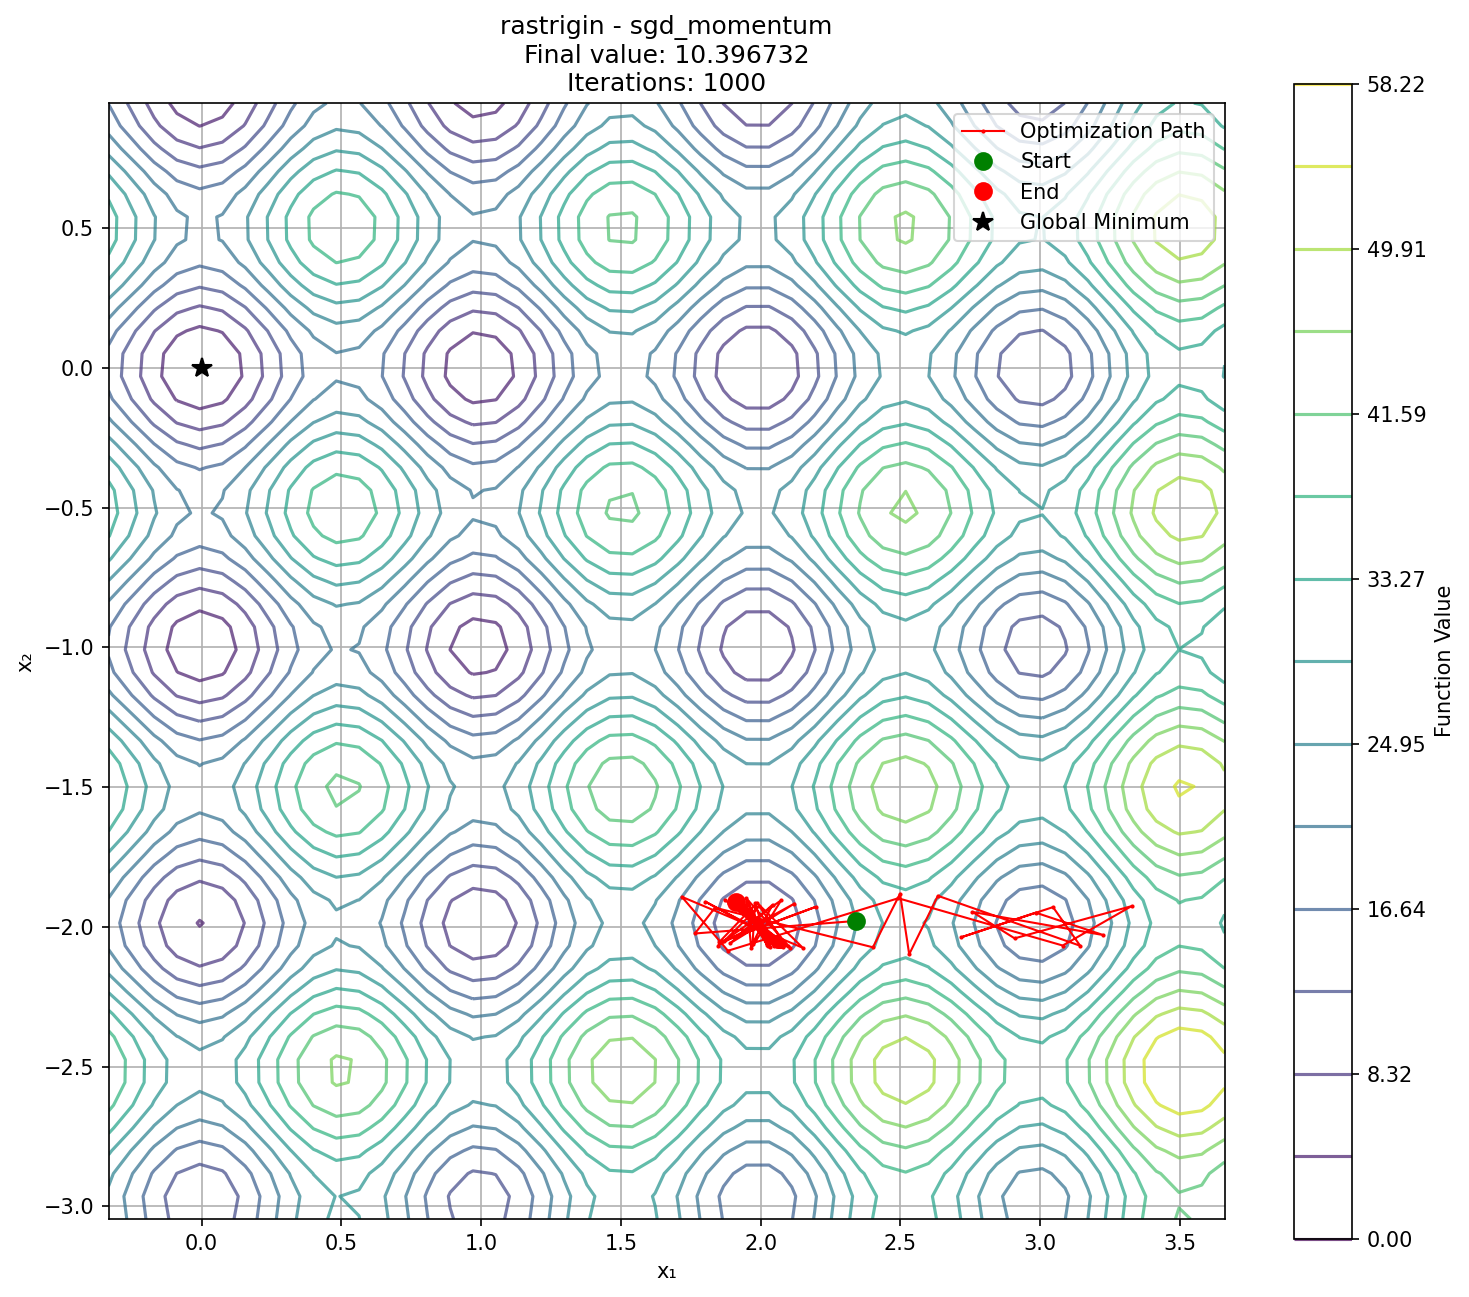 rastrigin - sgd_momentum
Final value: 10.396732
Iterations: 1000
Optimization Path
Start
End
Global Minimum
0.5
0.0
−0.5
−1.0
−1.5
−2.0
−2.5
−3.0
x₂
0.0 0.5 1.0 1.5 2.0 2.5 3.0 3.5
x₁
58.22
49.91
41.59
33.27
24.95
16.64
8.32
0.00
Function Value